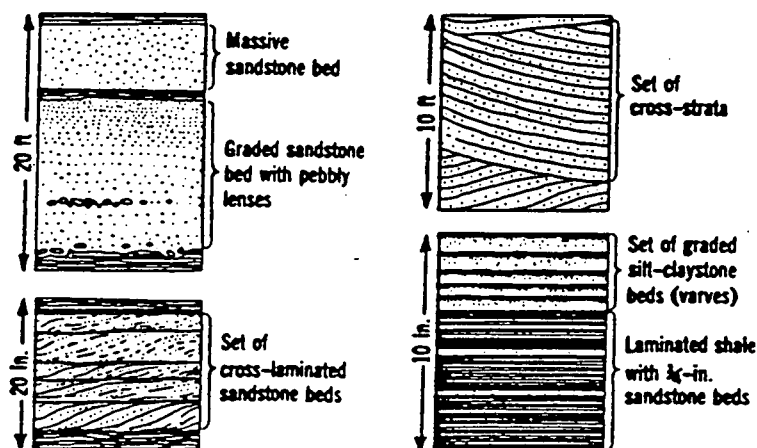 20 ft
Massive
sandstone bed
Graded sandstone
bed with pebbly
lenses
20 in.
Set of
cross-laminated
sandstone beds
10 ft
Set of
cross-strata
10 in.
Set of graded
silt-claystone
beds (varves)
Laminated shale
with -in.
sandstone beds